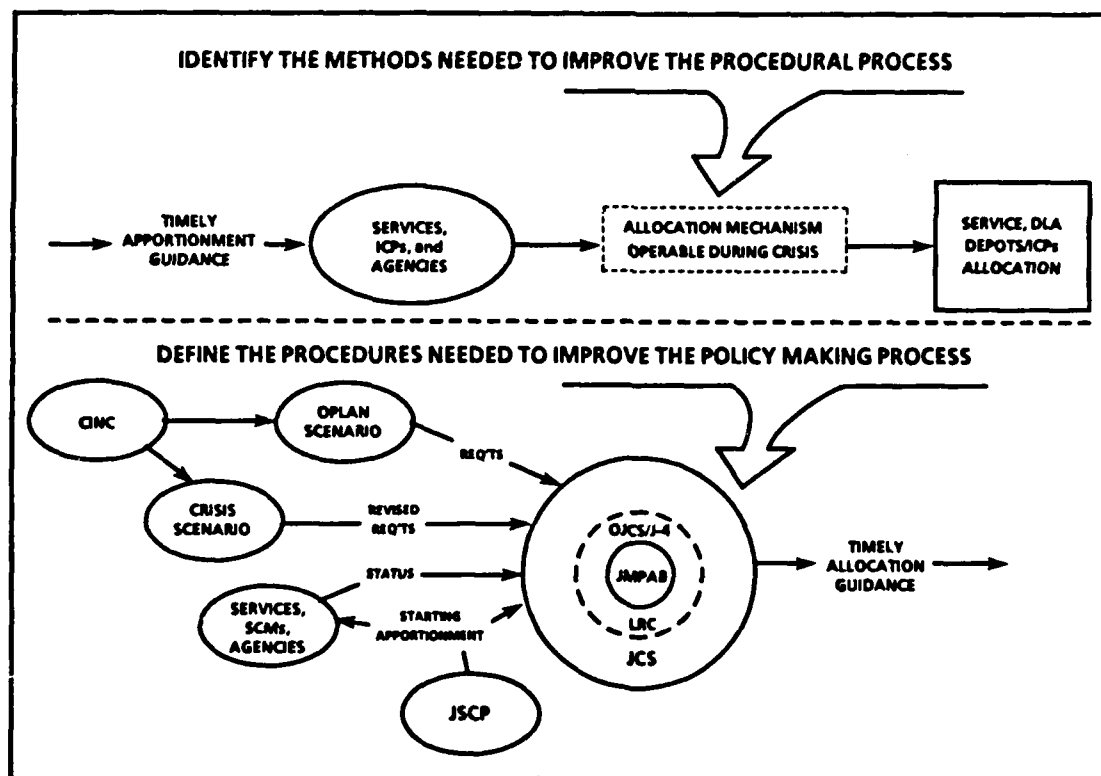 IDENTIFY THE METHODS NEEDED TO IMPROVE THE PROCEDURAL PROCESS
TIMELY
APPORTIONMENT
GUIDANCE
SERVICES,
ICPs, and
AGENCIES
ALLOCATION MECHANISM
OPERABLE DURING CRISIS
SERVICE, DLA
DEPOTS/ICPs
ALLOCATION
DEFINE THE PROCEDURES NEEDED TO IMPROVE THE POLICY MAKING PROCESS
CINC
OPLAN
SCENARIO
REQ'TS
CRISIS
SCENARIO
REVISED
REQ'TS
STATUS
SERVICES,
SCMs,
AGENCIES
STARTING
APPORTIONMENT
JSCP
OJCS/J-4
JMPAB
LRC
JCS
TIMELY
ALLOCATION
GUIDANCE